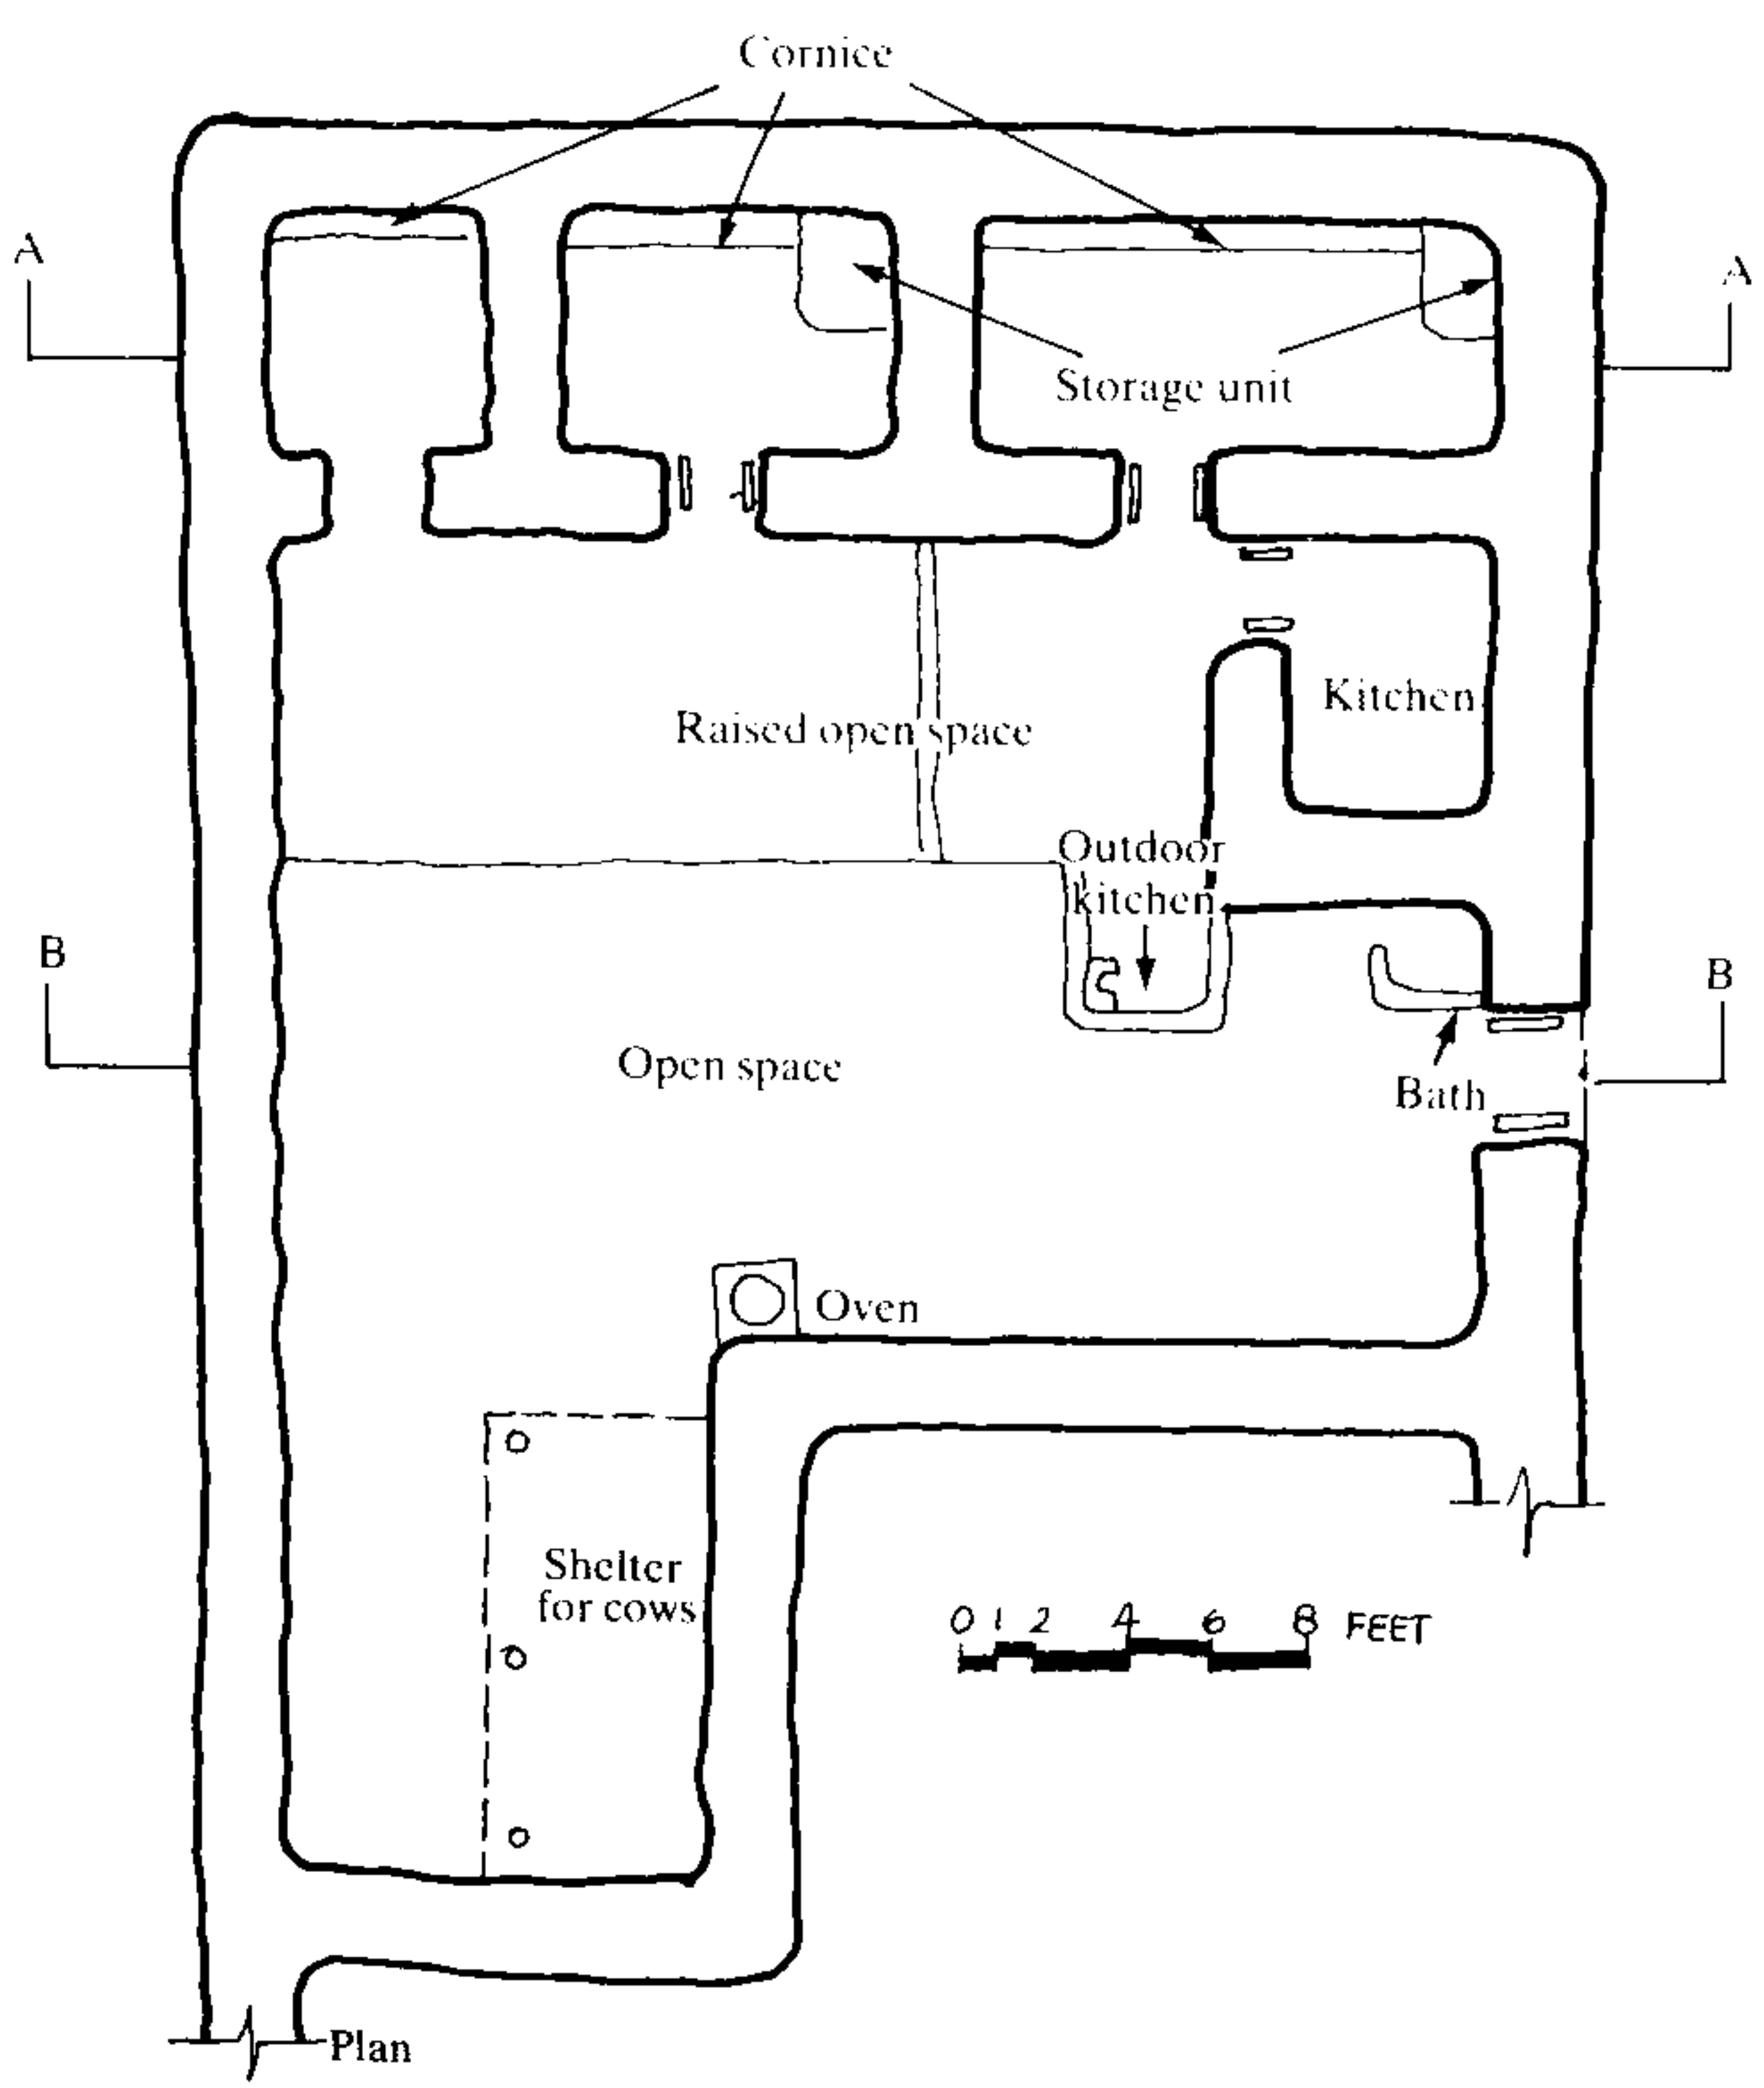 Cornice
A
A
Storage unit
Kitchen
Raised open space
Outdoor
kitchen
B
B
Open space
Bath
Oven
Shelter
for cows
0 1 2 4 6 8 FEET
Plan